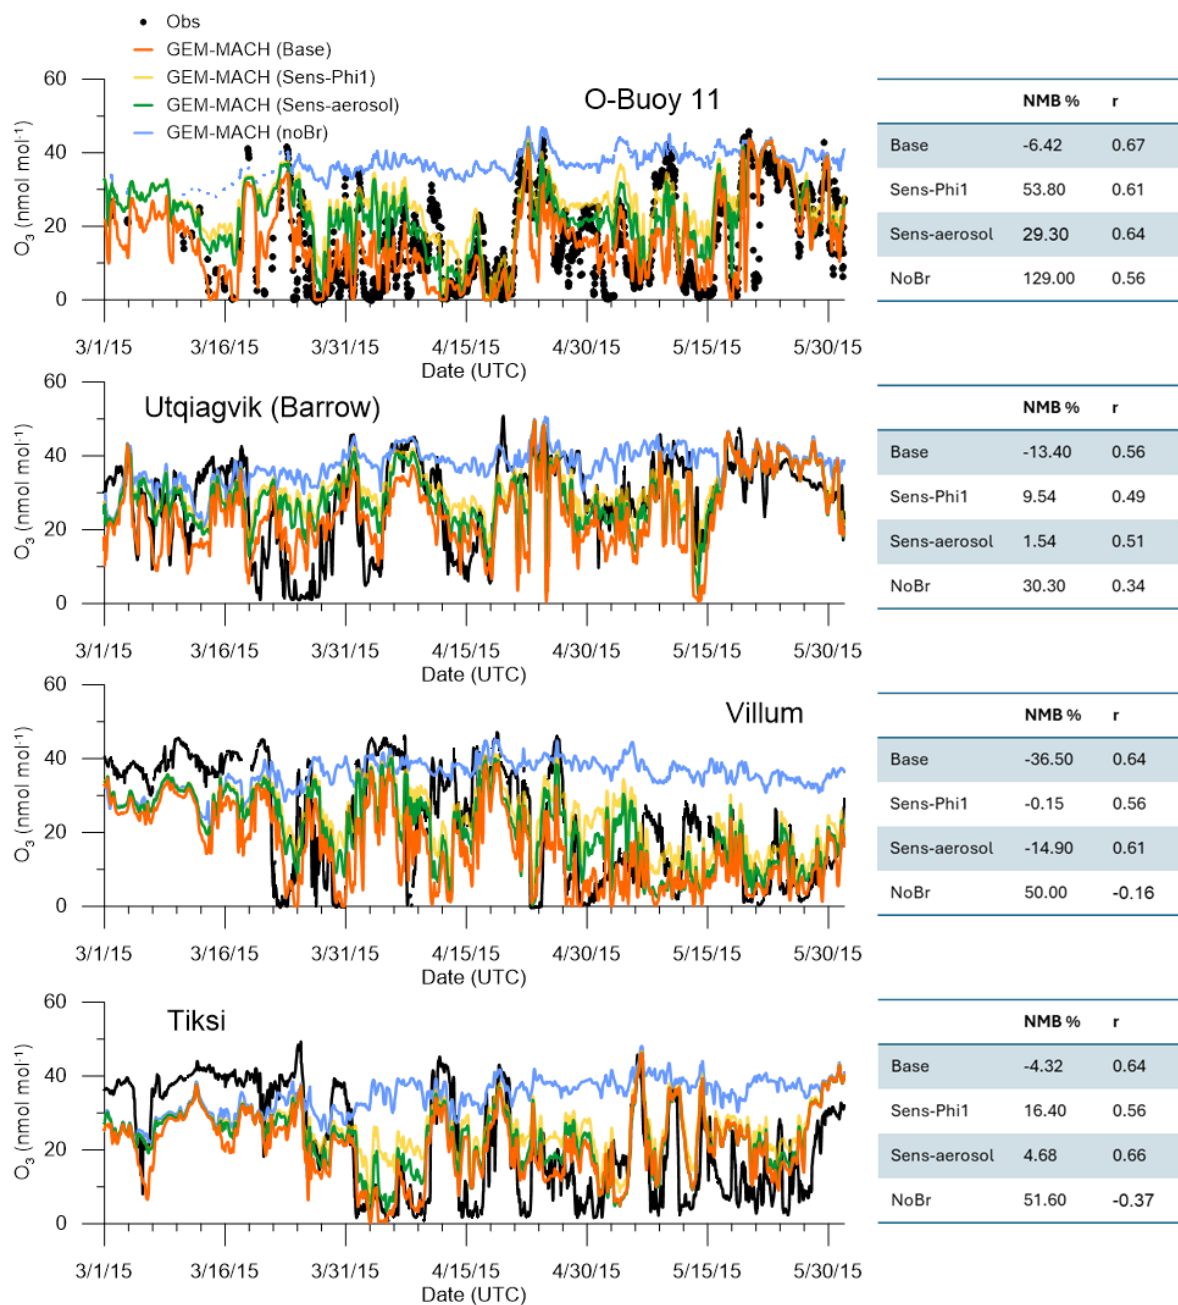 Obs
GEM-MACH (Base)
GEM-MACH (Sens-Phi1)
GEM-MACH (Sens-aerosol)
GEM-MACH (noBr)
O-Buoy 11
60
40
20
0
O₃ (nmol mol⁻¹)
3/1/15 3/16/15 3/31/15 4/15/15 4/30/15 5/15/15 5/30/15
Date (UTC)
NMB % r
Base -6.42 0.67
Sens-Phi1 53.80 0.61
Sens-aerosol 29.30 0.64
NoBr 129.00 0.56
Utqiagvik (Barrow)
60
40
20
0
O₃ (nmol mol⁻¹)
3/1/15 3/16/15 3/31/15 4/15/15 4/30/15 5/15/15 5/30/15
Date (UTC)
NMB % r
Base -13.40 0.56
Sens-Phi1 9.54 0.49
Sens-aerosol 1.54 0.51
NoBr 30.30 0.34
Villum
60
40
20
0
O₃ (nmol mol⁻¹)
3/1/15 3/16/15 3/31/15 4/15/15 4/30/15 5/15/15 5/30/15
Date (UTC)
NMB % r
Base -36.50 0.64
Sens-Phi1 -0.15 0.56
Sens-aerosol -14.90 0.61
NoBr 50.00 -0.16
Tiksi
60
40
20
0
O₃ (nmol mol⁻¹)
3/1/15 3/16/15 3/31/15 4/15/15 4/30/15 5/15/15 5/30/15
Date (UTC)
NMB % r
Base -4.32 0.64
Sens-Phi1 16.40 0.56
Sens-aerosol 4.68 0.66
NoBr 51.60 -0.37